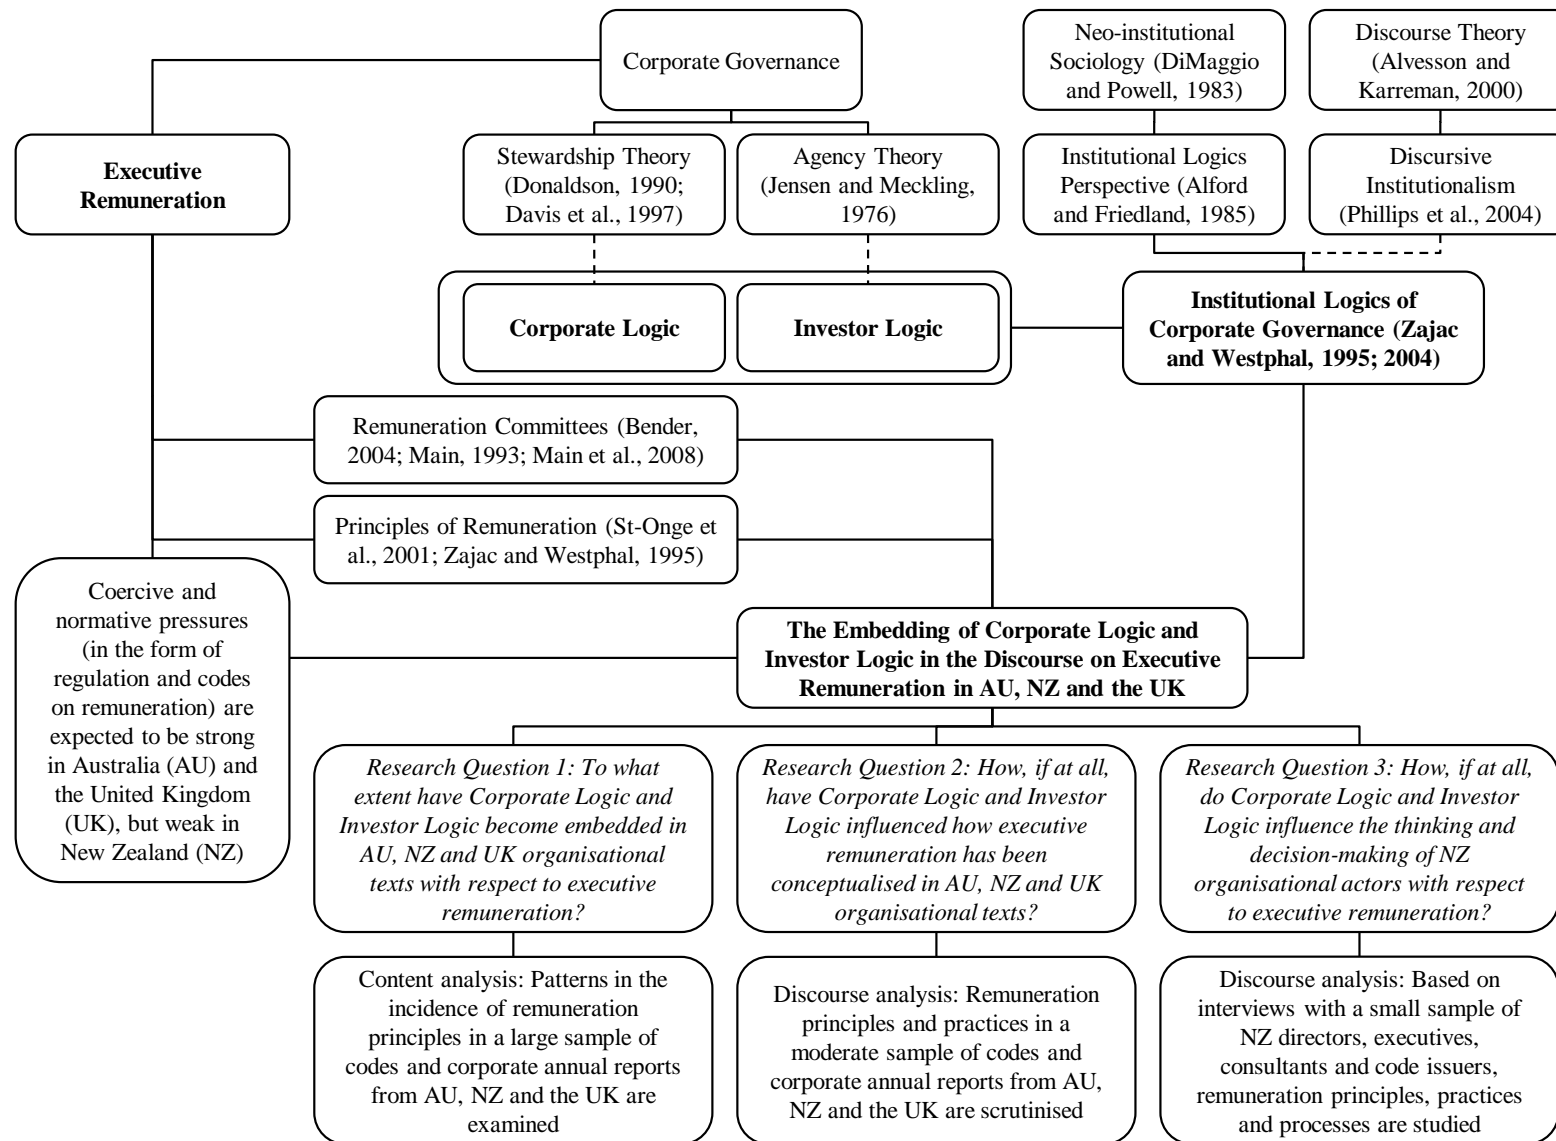 Corporate Governance
Neo-institutional
Sociology (DiMaggio
and Powell, 1983)
Discourse Theory
(Alvesson and
Karreman, 2000)
Executive
Remuneration
Stewardship Theory
(Donaldson, 1990;
Davis et al., 1997)
Agency Theory
(Jensen and Meckling,
1976)
Institutional Logics
Perspective (Alford
and Friedland, 1985)
Discursive
Institutionalism
(Phillips et al., 2004)
Corporate Logic
Investor Logic
Institutional Logics of
Corporate Governance (Zajac
and Westphal, 1995; 2004)
Remuneration Committees (Bender,
2004; Main, 1993; Main et al., 2008)
Principles of Remuneration (St-Onge et
al., 2001; Zajac and Westphal, 1995)
Coercive and
normative pressures
(in the form of
regulation and codes
on remuneration) are
expected to be strong
in Australia (AU) and
the United Kingdom
(UK), but weak in
New Zealand (NZ)
The Embedding of Corporate Logic and
Investor Logic in the Discourse on Executive
Remuneration in AU, NZ and the UK
Research Question 1: To what
extent have Corporate Logic and
Investor Logic become embedded in
AU, NZ and UK organisational
texts with respect to executive
remuneration?
Research Question 2: How, if at all,
have Corporate Logic and Investor
Logic influenced how executive
remuneration has been
conceptualised in AU, NZ and UK
organisational texts?
Research Question 3: How, if at all,
do Corporate Logic and Investor
Logic influence the thinking and
decision-making of NZ
organisational actors with respect
to executive remuneration?
Content analysis: Patterns in the
incidence of remuneration
principles in a large sample of
codes and corporate annual reports
from AU, NZ and the UK are
examined
Discourse analysis: Remuneration
principles and practices in a
moderate sample of codes and
corporate annual reports from AU,
NZ and the UK are scrutinised
Discourse analysis: Based on
interviews with a small sample of
NZ directors, executives,
consultants and code issuers,
remuneration principles, practices
and processes are studied